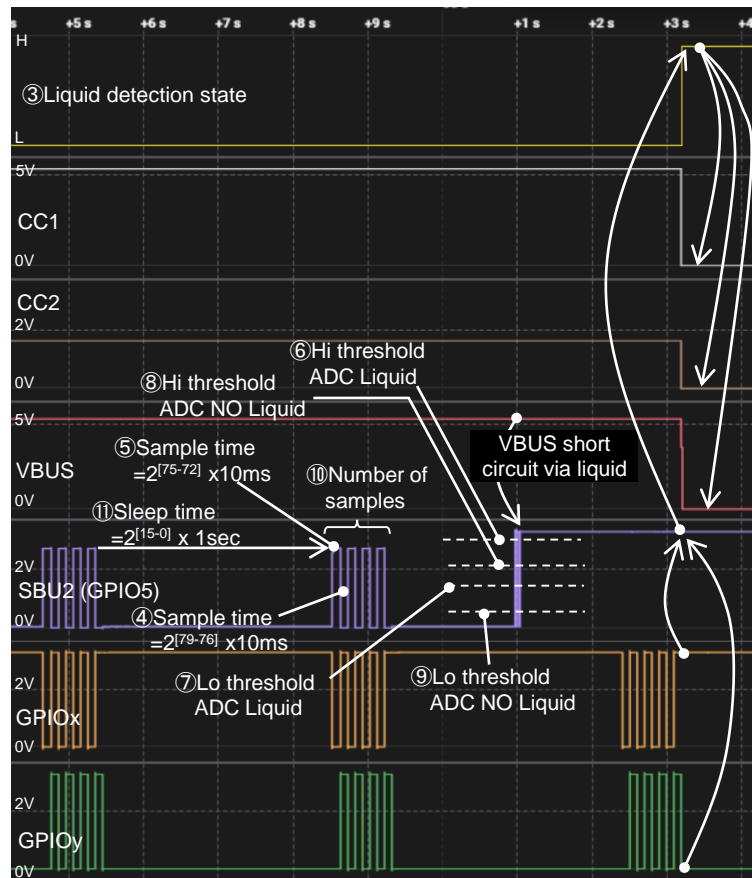 +5 s +6 s +7 s +8 s +9 s +1 s +2 s +3 s +4
H
③Liquid detection state
L
5V
CC1
0V
CC2
2V
0V
⑥Hi threshold
ADC Liquid
⑧Hi threshold
ADC NO Liquid
5V
VBUS short
circuit via liquid
⑤Sample time
=2[75-72] x10ms
VBUS
0V
⑩Number of
samples
⑪Sleep time
=2[15-0] x 1sec
2V
SBU2 (GPIO5)
0V
④Sample time
=2[79-76] x10ms
⑦Lo threshold
ADC Liquid
⑨Lo threshold
ADC NO Liquid
2V
GPIOx
0V
2V
GPIOy
0V